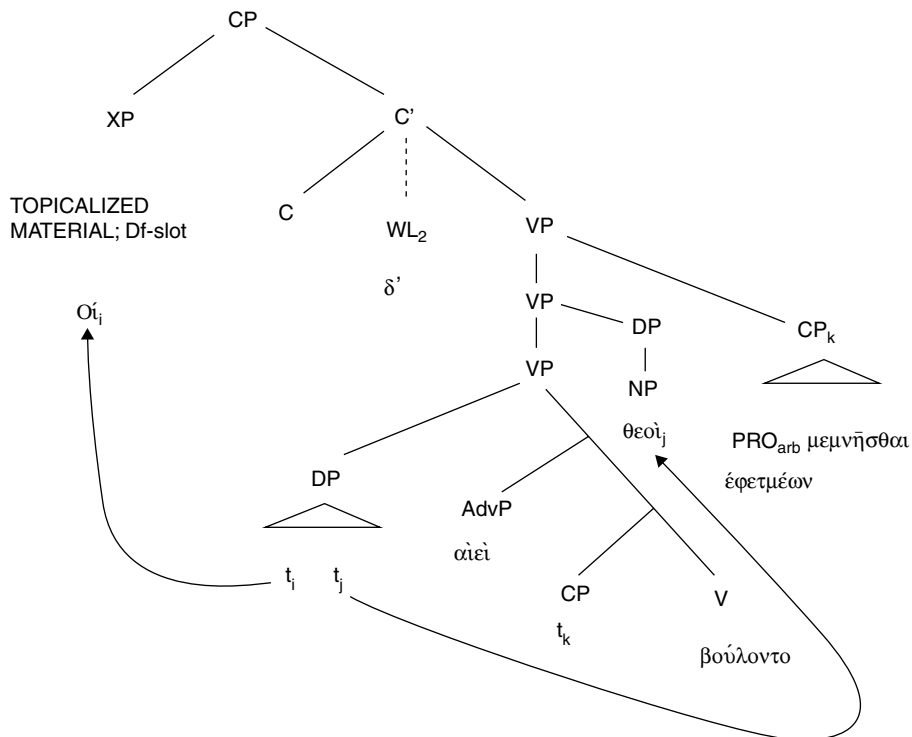 CP
XP
C’
TOPICALIZED
MATERIAL; Df-slot
C
WL2
VP
δ’
Οἵi
VP
DP
CPk
VP
NP
θεοὶj
PROarb μεμνῆσθαι
ἐφετμέων
DP
AdvP
αἰεὶ
ti tj
CP
V
tk
βούλοντο